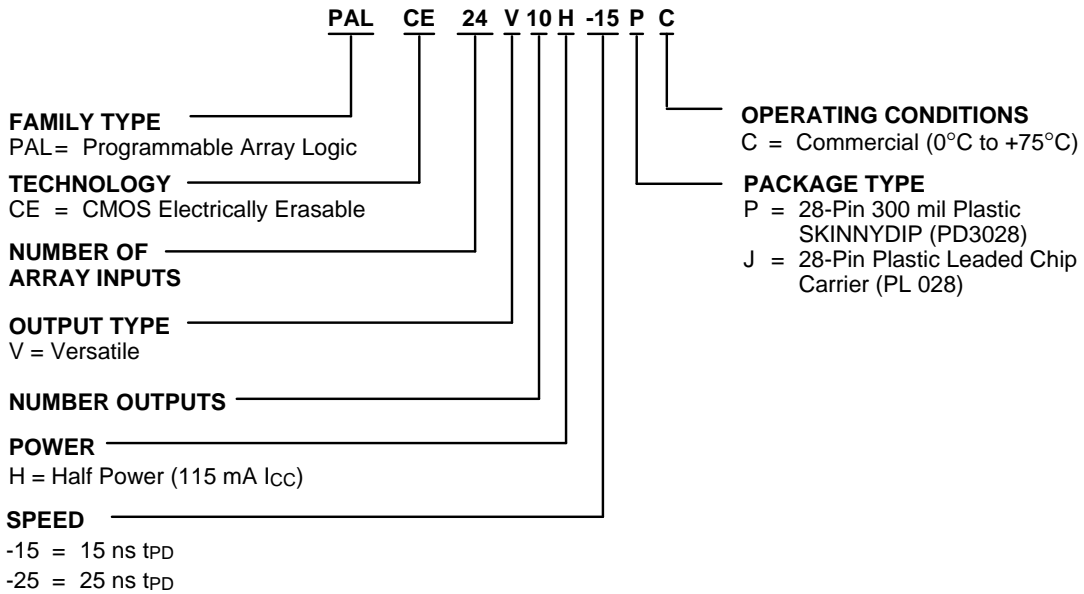 PAL CE 24 V 10 H -15 P C
FAMILY TYPE
PAL= Programmable Array Logic
TECHNOLOGY
CE = CMOS Electrically Erasable
NUMBER OF
ARRAY INPUTS
OUTPUT TYPE
V = Versatile
NUMBER OUTPUTS
POWER
H = Half Power (115 mA ICC)
SPEED
-15 = 15 ns tPD
-25 = 25 ns tPD
OPERATING CONDITIONS
C = Commercial (0°C to +75°C)
PACKAGE TYPE
P = 28-Pin 300 mil Plastic
SKINNYDIP (PD3028)
J = 28-Pin Plastic Leaded Chip
Carrier (PL 028)